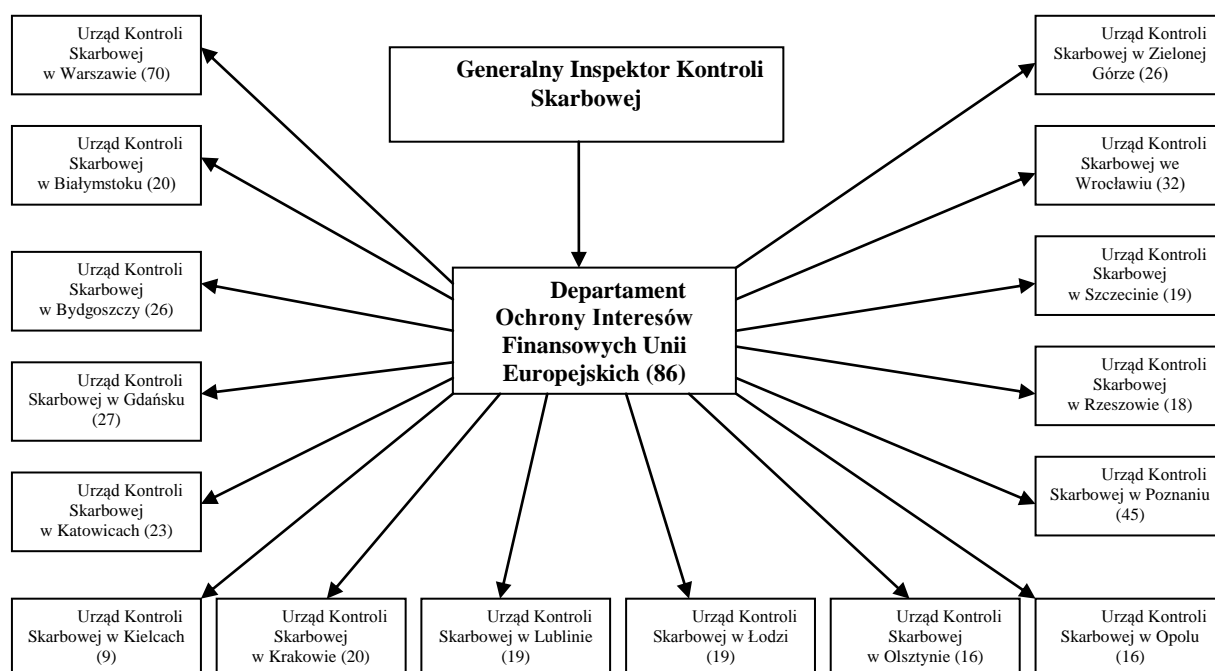 Urząd Kontroli
Skarbowej
w Warszawie (70)
Generalny Inspektor Kontroli
Skarbowej
Urząd Kontroli
Skarbowej w Zielonej
Górze (26)
Urząd Kontroli
Skarbowej
w Białymstoku (20)
Urząd Kontroli
Skarbowej we
Wrocławiu (32)
Urząd Kontroli
Skarbowej
w Bydgoszczy (26)
Departament
Ochrony Interesów
Finansowych Unii
Europejskich (86)
Urząd Kontroli
Skarbowej
w Szczecinie (19)
Urząd Kontroli
Skarbowej w Gdańsku
(27)
Urząd Kontroli
Skarbowej
w Rzeszowie (18)
Urząd Kontroli
Skarbowej
w Katowicach (23)
Urząd Kontroli
Skarbowej w Poznaniu
(45)
Urząd Kontroli
Skarbowej w Kielcach
(9)
Urząd Kontroli
Skarbowej
w Krakowie (20)
Urząd Kontroli
Skarbowej w Lublinie
(19)
Urząd Kontroli
Skarbowej w Łodzi
(19)
Urząd Kontroli
Skarbowej
w Olsztynie (16)
Urząd Kontroli
Skarbowej w Opolu
(16)